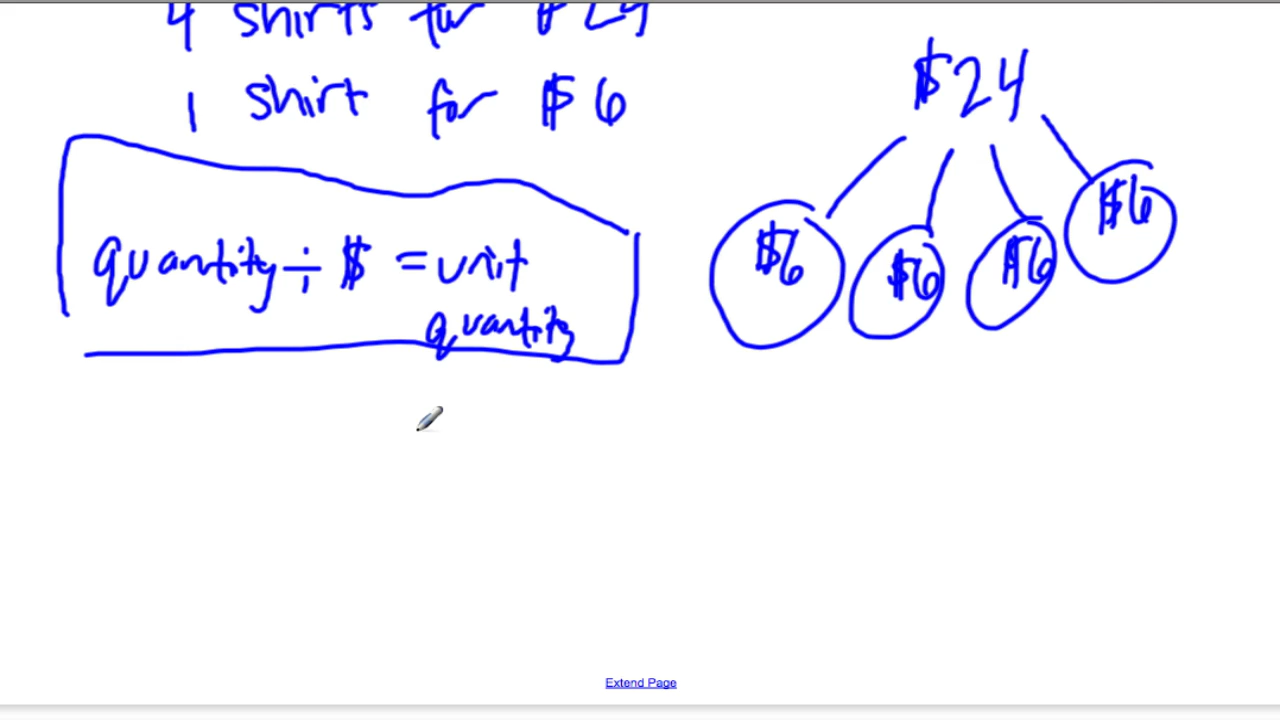 4 shirts for $24
1 shirt for $6
quantity ÷ $ = unit
quantity
$24
$6 $6 $6 $6
Extend Page